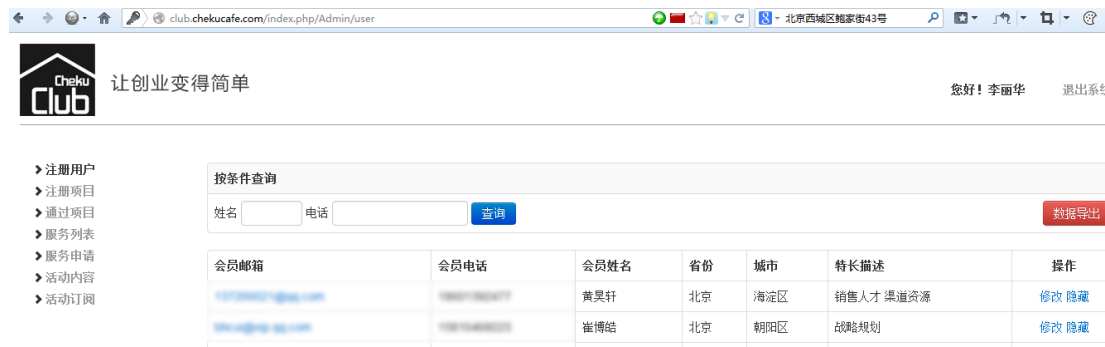 club.chekucafe.com/index.php/Admin/user
北京西城区鲍家街43号
Cheku
Club
让创业变得简单
您好！李丽华
退出系统
注册用户
注册项目
通过项目
服务列表
服务申请
活动内容
活动订阅
按条件查询
姓名 电话 查询
数据导出
会员邮箱 会员电话 会员姓名 省份 城市 特长描述 操作
黄昊轩 北京 海淀区 销售人才 渠道资源 修改 隐藏
崔博皓 北京 朝阳区 战略规划 修改 隐藏